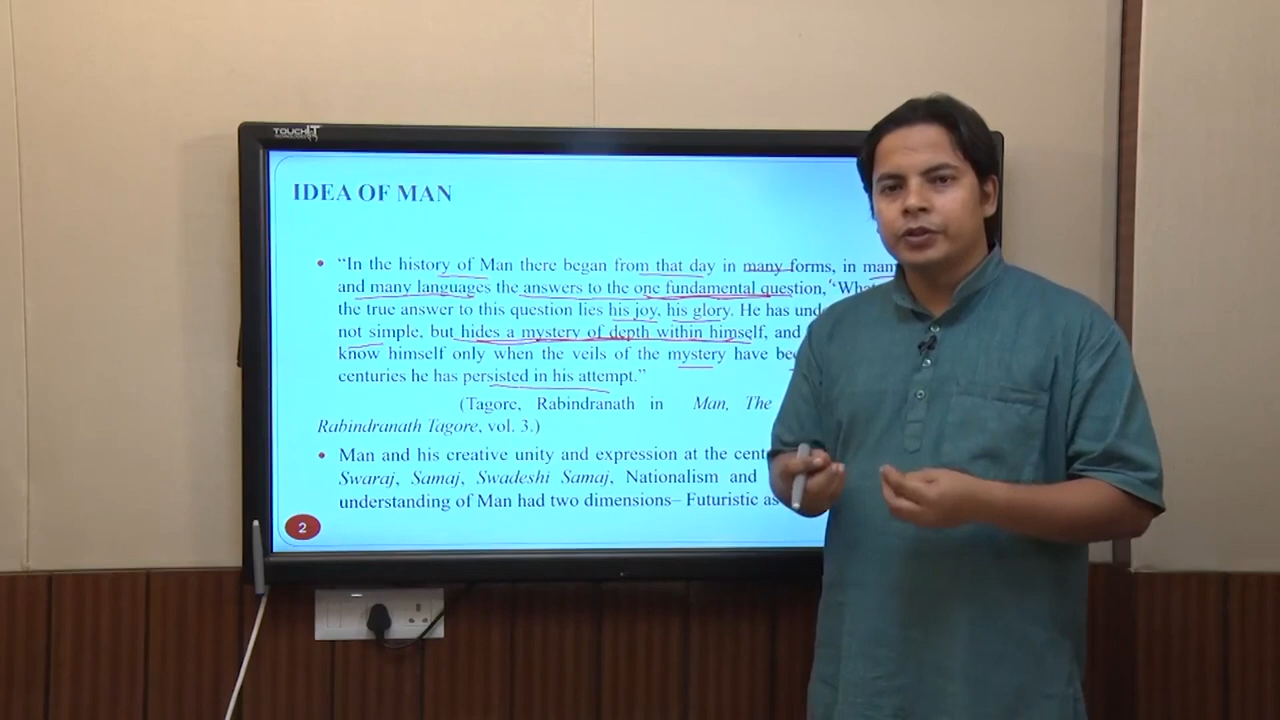 TOUCHIT
TECHNOLOGIES
IDEA OF MAN
• “In the history of Man there began from that day in many forms, in
and many languages the answers to the one fundamental question, “
the true answer to this question lies his joy, his glory. He has
not simple, but hides a mystery of depth within himself, and
know himself only when the veils of the mystery have
centuries he has persisted in his attempt.”
(Tagore, Rabindranath in Man, The
Rabindranath Tagore, vol. 3.)
• Man and his creative unity and expression at the
Swaraj, Samaj, Swadeshi Samaj, Nationalism and
understanding of Man had two dimensions– Futuristic as
2